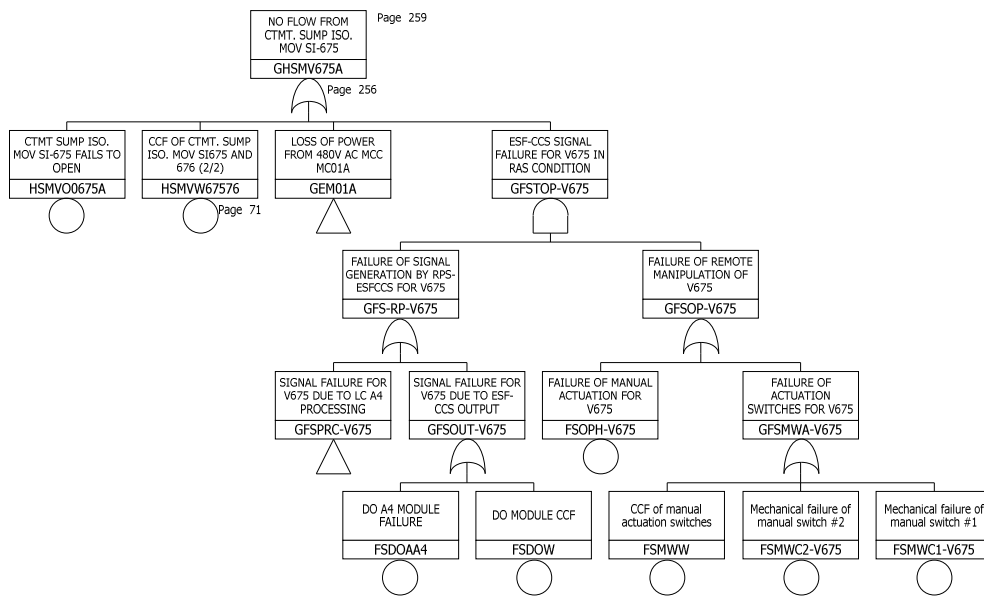 NO FLOW FROM
CTMT. SUMP ISO.
MOV SI-675
GHSMV675A
Page 259
Page 256
CTMT SUMP ISO.
MOV SI-675 FAILS TO
OPEN
HSMVO0675A
CCF OF CTMT. SUMP
ISO. MOV SI675 AND
676 (2/2)
HSMVW67576
Page 71
LOSS OF POWER
FROM 480V AC MCC
MC01A
GEM01A
ESF-CCS SIGNAL
FAILURE FOR V675 IN
RAS CONDITION
GFSTOP-V675
FAILURE OF SIGNAL
GENERATION BY RPS-
ESFCCS FOR V675
GFS-RP-V675
FAILURE OF REMOTE
MANIPULATION OF
V675
GFSOP-V675
SIGNAL FAILURE FOR
V675 DUE TO LC A4
PROCESSING
GFSPRC-V675
SIGNAL FAILURE FOR
V675 DUE TO ESF-
CCS OUTPUT
GFSOUT-V675
FAILURE OF MANUAL
ACTUATION FOR
V675
FSOPH-V675
FAILURE OF
ACTUATION
SWITCHES FOR V675
GFSMWA-V675
DO A4 MODULE
FAILURE
FSDOAA4
DO MODULE CCF
FSDOW
CCF of manual
actuation switches
FSMWW
Mechanical failure of
manual switch #2
FSMWC2-V675
Mechanical failure of
manual switch #1
FSMWC1-V675